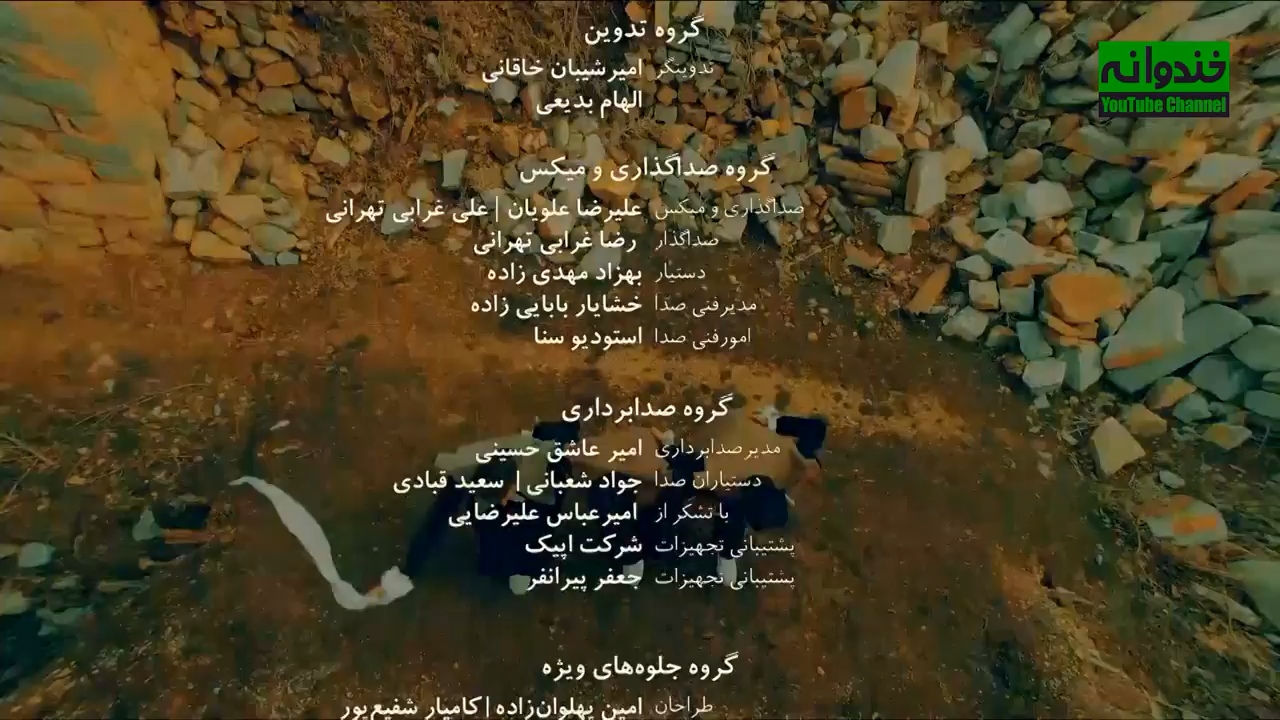 گروه تدوین
تدوینگر امیرشیبان خاقانی
الهام بدیعی
گروه صداگذاری و میکس
صداگذاری و میکس علیرضا علویان | علی غرابی تهرانی
صداگذار رضا غرابی تهرانی
دستیار بهزاد مهدی زاده
مدیرفنی صدا خشایار بابایی زاده
امورفنی صدا استودیو سنا
گروه صدابرداری
مدیرصدابرداری امیر عاشق حسینی
دستیاران صدا جواد شعبانی | سعید قبادی
با تشکر از امیرعباس علیرضایی
پشتیبانی تجهیزات شرکت اپیک
پشتیبانی تجهیزات جعفر پیرانفر
گروه جلوه‌های ویژه
طراحان امین پهلوان‌زاده | کامیار شفیع‌پور
خندوانه
YouTube Channel